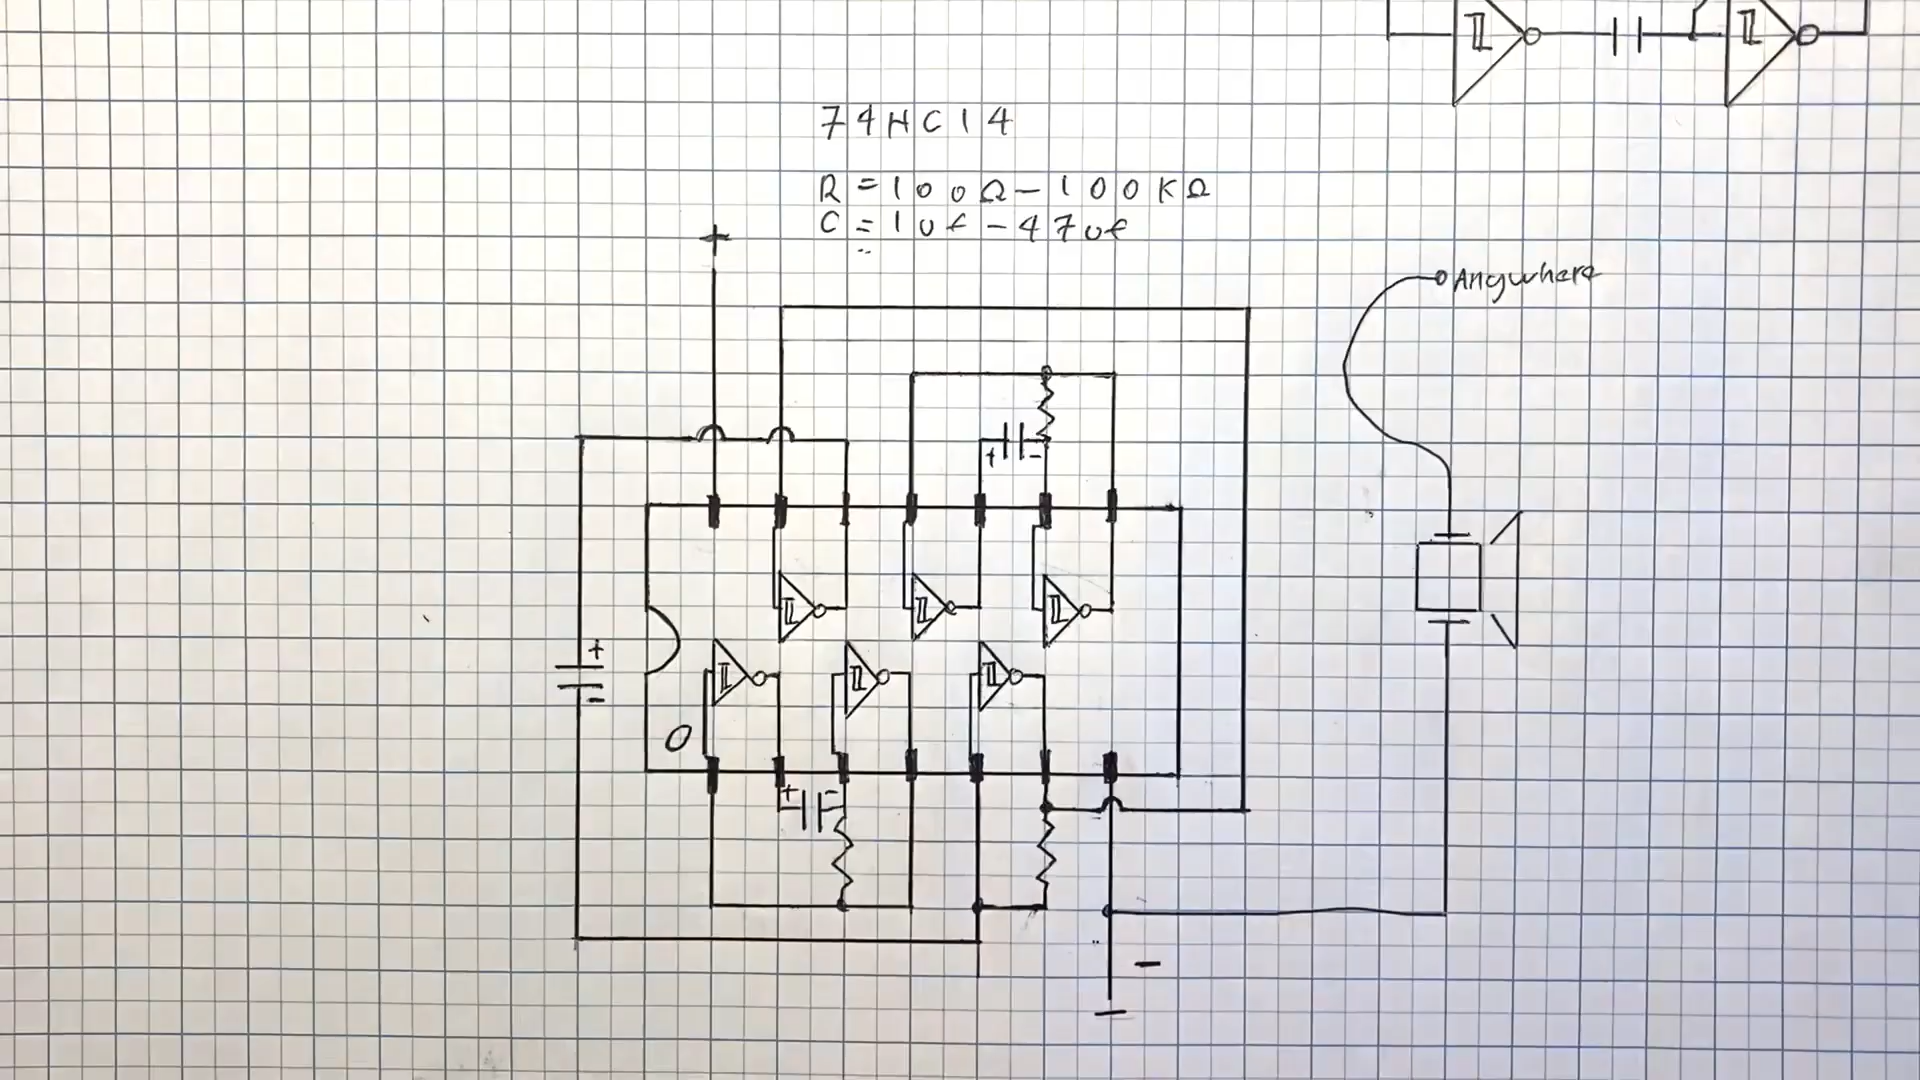 74HC14
R = 100Ω - 100KΩ
C = 1uf - 47uf
+
Anywhere
+ -
+
-
O
+ -
-